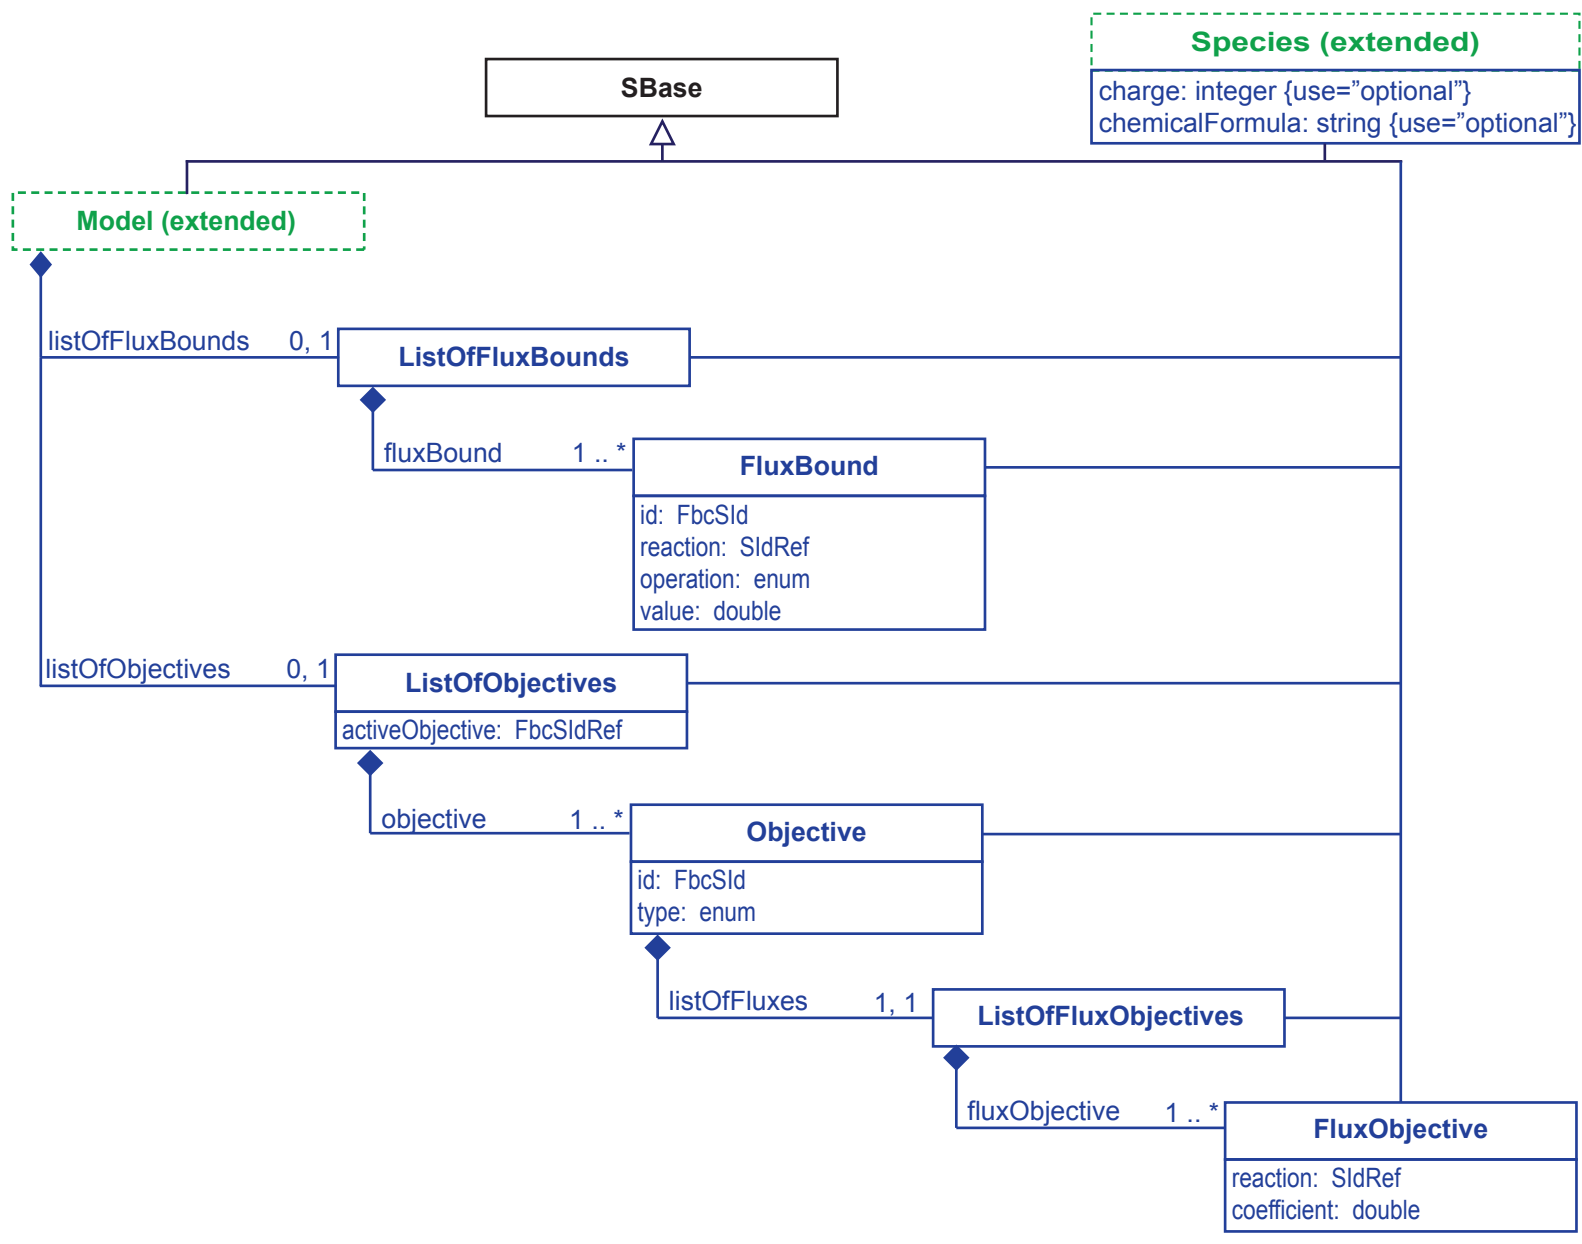 Species (extended)
charge: integer {use=”optional”}
chemicalFormula: string {use=”optional”}
SBase
Model (extended)
listOfFluxBounds 0, 1
ListOfFluxBounds
fluxBound 1 .. *
FluxBound
id: FbcSId
reaction: SIdRef
operation: enum
value: double
listOfObjectives 0, 1
ListOfObjectives
activeObjective: FbcSIdRef
objective 1 .. *
Objective
id: FbcSId
type: enum
listOfFluxes 1, 1
ListOfFluxObjectives
fluxObjective 1 .. *
FluxObjective
reaction: SIdRef
coefficient: double